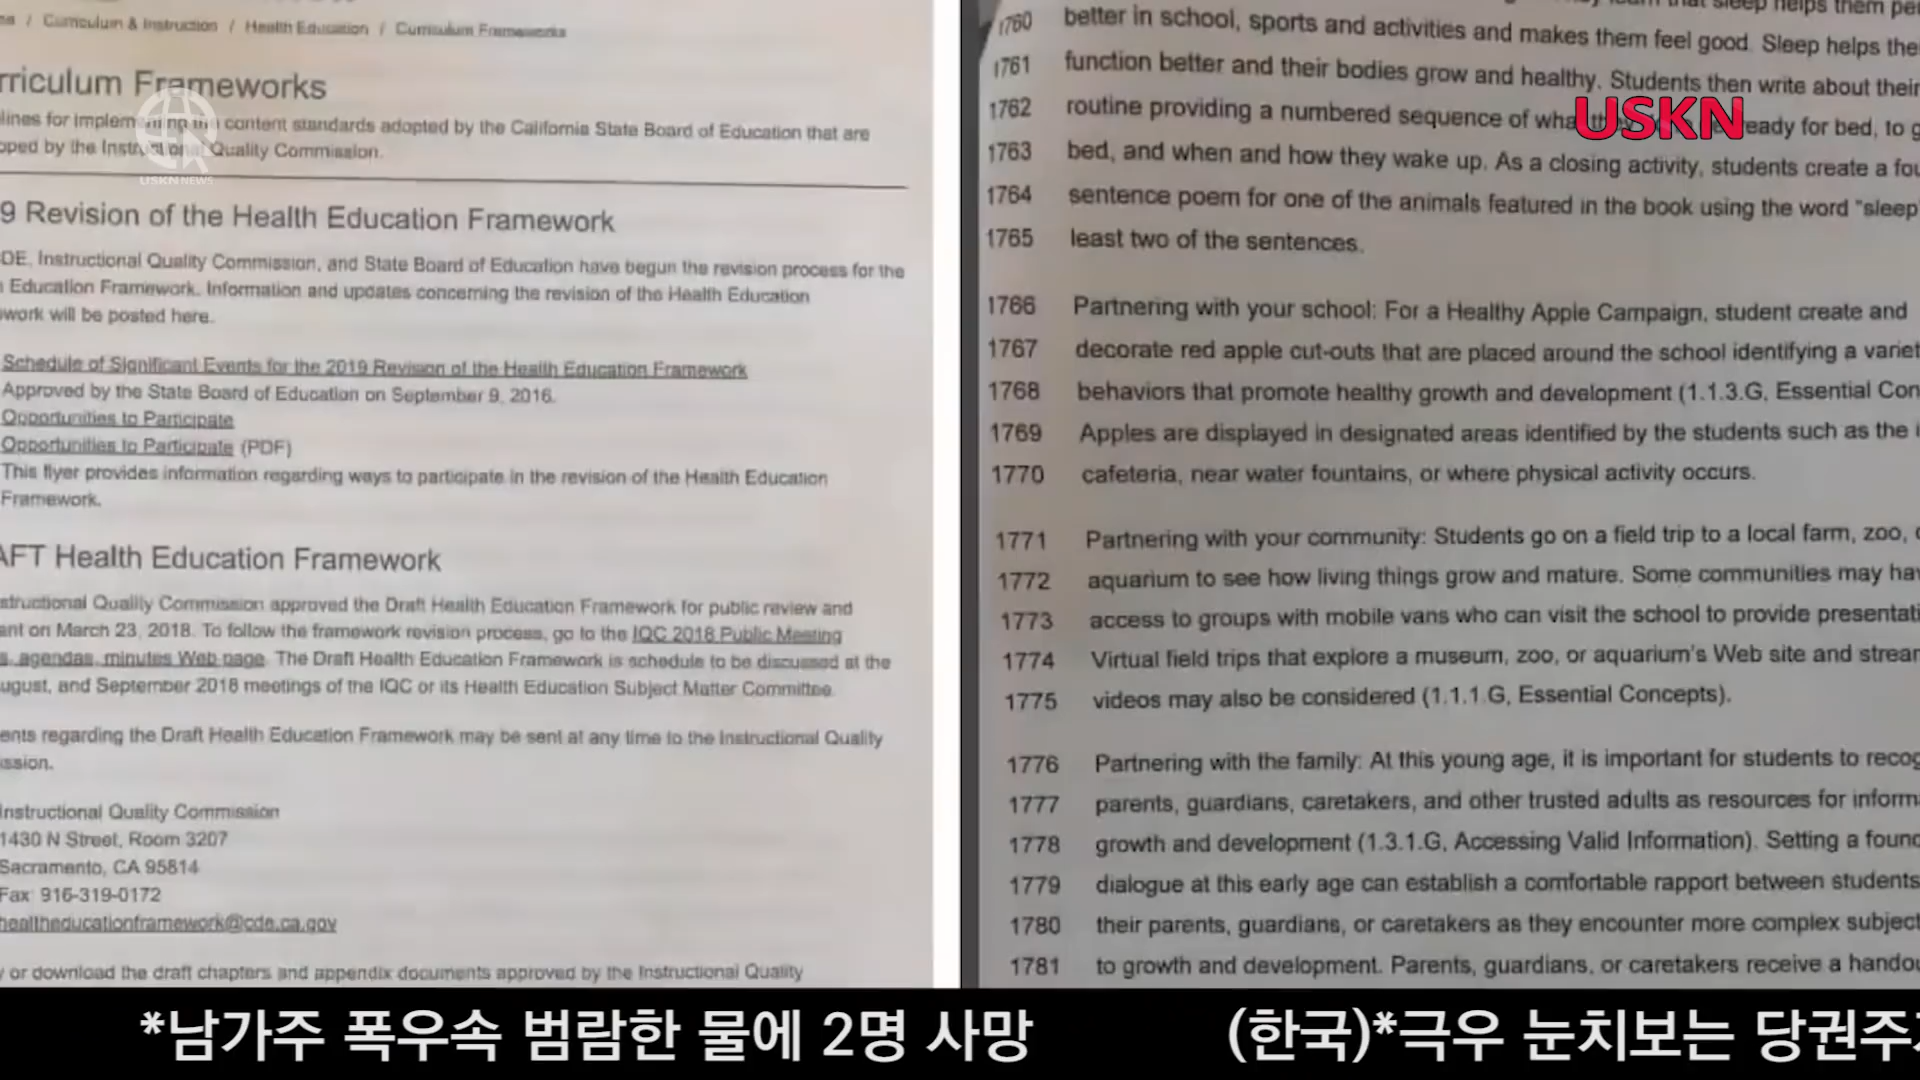 / Curriculum & Instruction / Health Education / Curriculum Frameworks
rriculum Frameworks
lines for implementing the content standards adopted by the California State Board of Education that are
oped by the Instructional Quality Commission.
9 Revision of the Health Education Framework
DE, Instructional Quality Commission, and State Board of Education have begun the revision process for the
Education Framework. Information and updates concerning the revision of the Health Education
work will be posted here.
Schedule of Significant Events for the 2019 Revision of the Health Education Framework
Approved by the State Board of Education on September 9, 2016.
Opportunities to Participate
Opportunities to Participate (PDF)
This flyer provides information regarding ways to participate in the revision of the Health Education
Framework.
AFT Health Education Framework
structional Quality Commission approved the Draft Health Education Framework for public review and
ent on March 23, 2018. To follow the framework revision process, go to the IQC 2018 Public Meeting
s, agendas, minutes Web page. The Draft Health Education Framework is schedule to be discussed at the
ugust, and September 2018 meetings of the IQC or its Health Education Subject Matter Committee.
ents regarding the Draft Health Education Framework may be sent at any time to the Instructional Quality
ission.
Instructional Quality Commission
1430 N Street, Room 3207
Sacramento, CA 95814
Fax: 916-319-0172
healtheducationframework@cde.ca.gov
or download the draft chapters and appendix documents approved by the Instructional Quality
USKN NEWS
1760 better in school, sports and activities and makes them feel good. Sleep helps the
1761 function better and their bodies grow and healthy. Students then write about their
1762 routine providing a numbered sequence of what ready for bed, to g
1763 bed, and when and how they wake up. As a closing activity, students create a fou
1764 sentence poem for one of the animals featured in the book using the word "sleep"
1765 least two of the sentences.
1766 Partnering with your school: For a Healthy Apple Campaign, student create and
1767 decorate red apple cut-outs that are placed around the school identifying a variet
1768 behaviors that promote healthy growth and development (1.1.3.G, Essential Con
1769 Apples are displayed in designated areas identified by the students such as the
1770 cafeteria, near water fountains, or where physical activity occurs.
1771 Partnering with your community: Students go on a field trip to a local farm, zoo,
1772 aquarium to see how living things grow and mature. Some communities may hav
1773 access to groups with mobile vans who can visit the school to provide presentati
1774 Virtual field trips that explore a museum, zoo, or aquarium's Web site and strear
1775 videos may also be considered (1.1.1.G, Essential Concepts).
1776 Partnering with the family: At this young age, it is important for students to recog
1777 parents, guardians, caretakers, and other trusted adults as resources for inform
1778 growth and development (1.3.1.G, Accessing Valid Information). Setting a found
1779 dialogue at this early age can establish a comfortable rapport between students
1780 their parents, guardians, or caretakers as they encounter more complex subject
1781 to growth and development. Parents, guardians, or caretakers receive a handou
USKN
*남가주 폭우속 범람한 물에 2명 사망 (한국)*극우 눈치보는 당권주